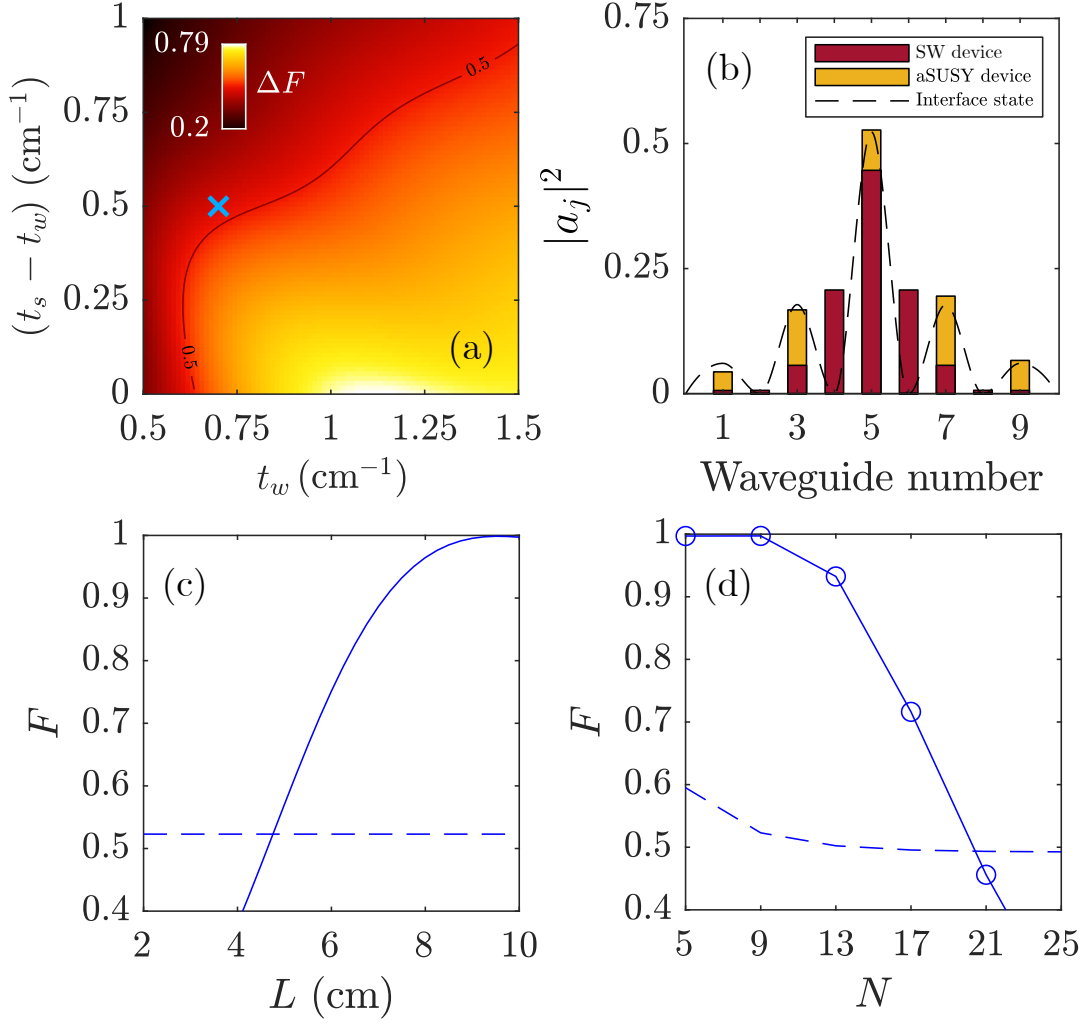 1
0.75
0.5
0.25
0
(t_s − t_w) (cm⁻¹)
0.79
0.2
ΔF
0.5
0.5
(a)
0.5 0.75 1 1.25 1.5
t_w (cm⁻¹)
0.75
0.5
0.25
0
|a_j|²
(b)
SW device
aSUSY device
Interface state
1 3 5 7 9
Waveguide number
1
0.9
0.8
0.7
0.6
0.5
0.4
F
(c)
2 4 6 8 10
L (cm)
1
0.9
0.8
0.7
0.6
0.5
0.4
F
(d)
5 9 13 17 21 25
N